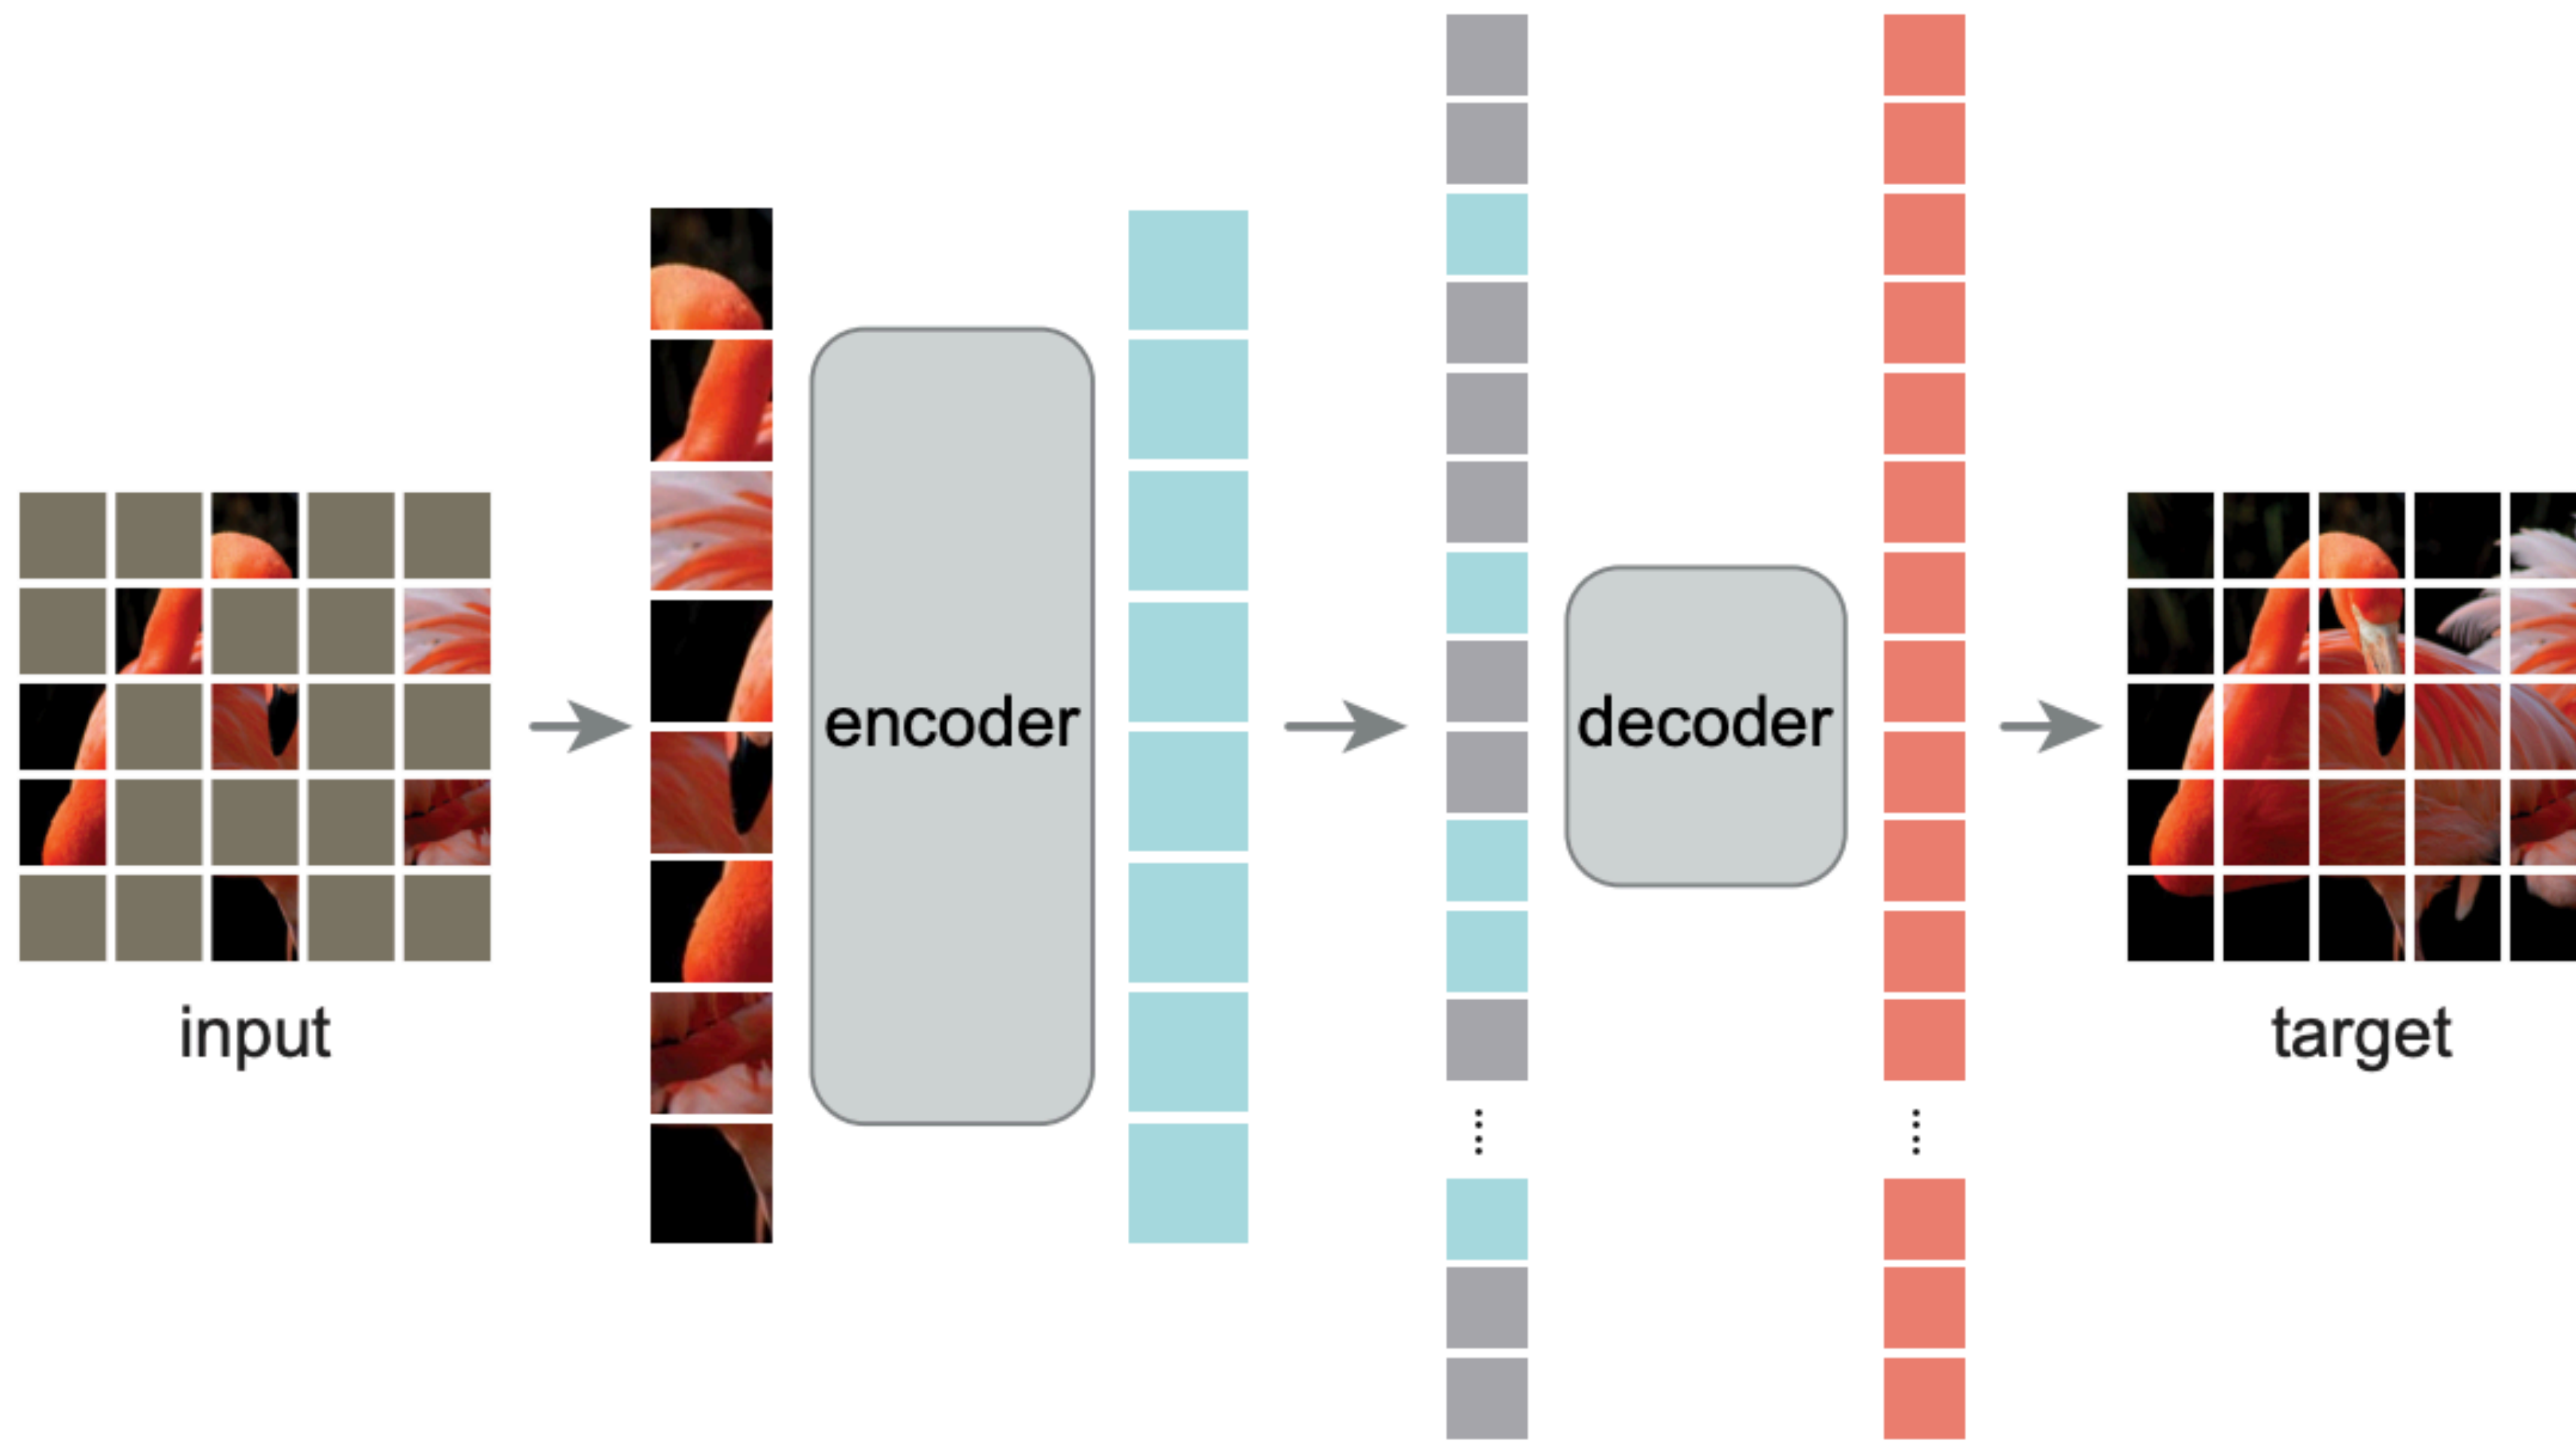 input
encoder
decoder
target